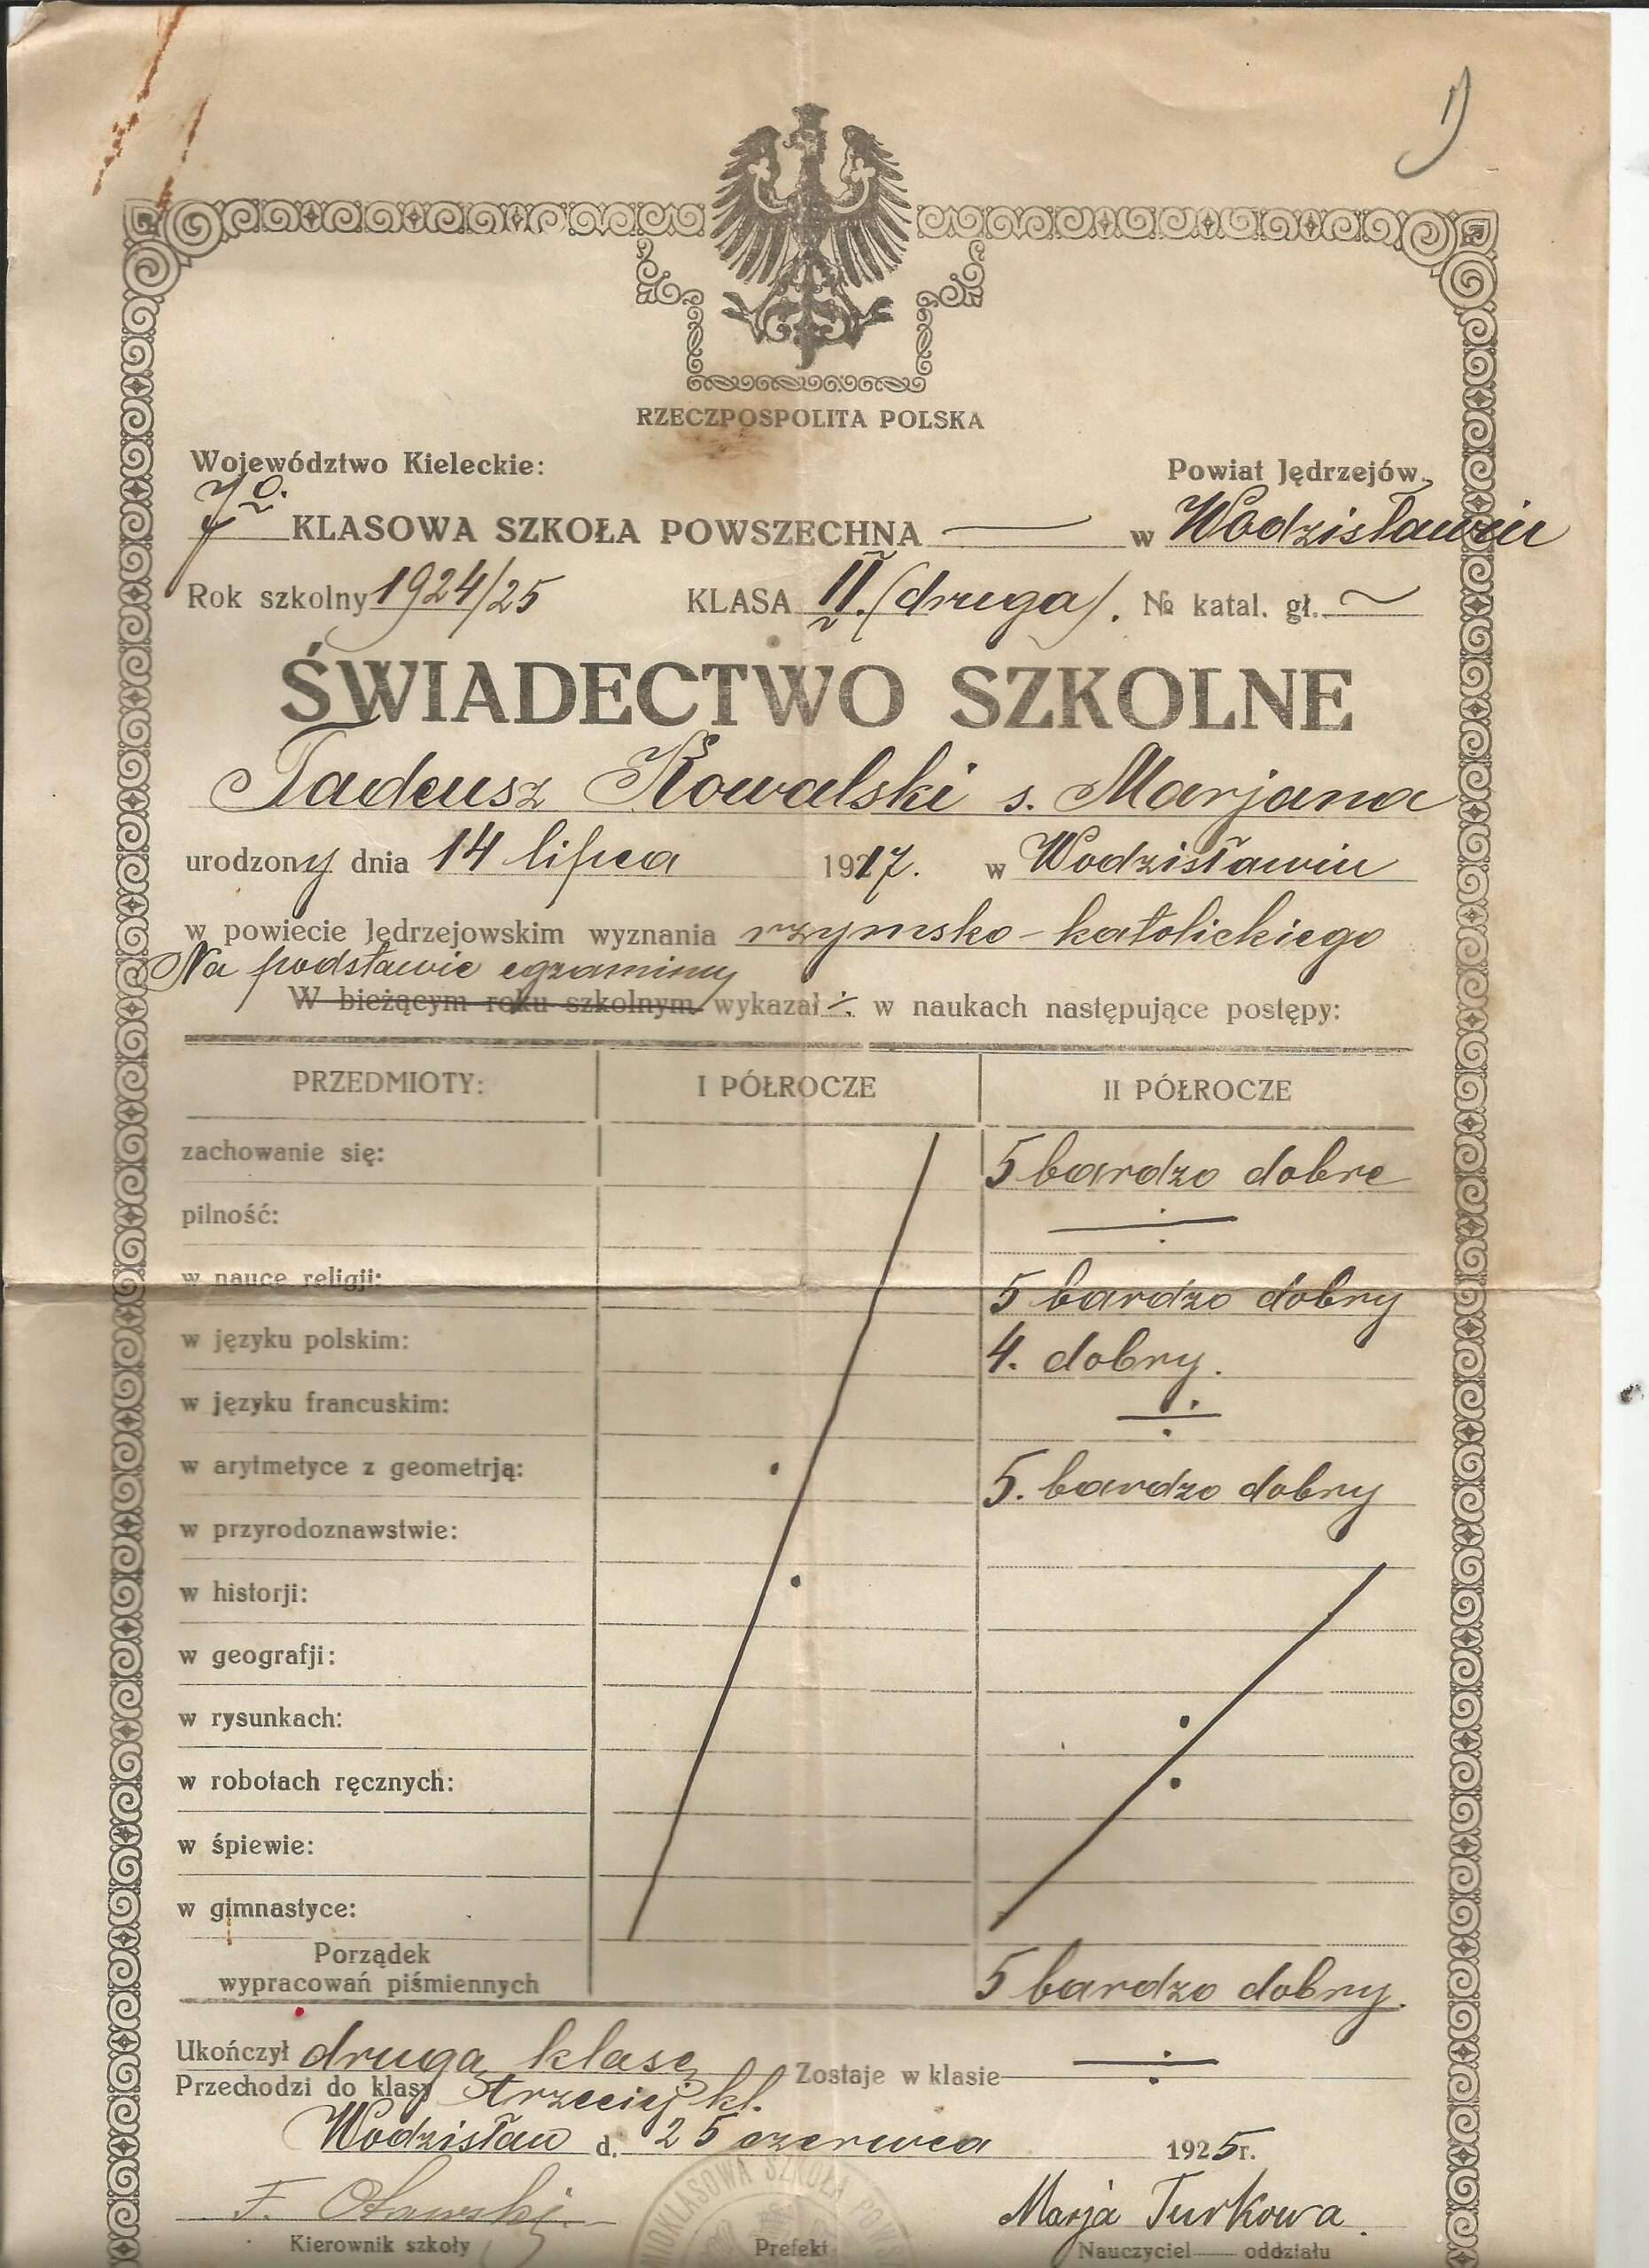 1)
RZECZPOSPOLITA POLSKA
Województwo Kieleckie: Powiat Jędrzejów.
7o. KLASOWA SZKOŁA POWSZECHNA w Wodzisławiu
Rok szkolny 1924/25 KLASA II. (druga). № katal. gł.
ŚWIADECTWO SZKOLNE
Tadeusz Kowalski s. Marjana
urodzony dnia 14 lipca 1917. w Wodzisławiu
w powiecie Jędrzejowskim wyznania rzymsko-katolickiego
Na podstawie egzaminu
W bieżącym roku szkolnym wykazał ÷. w naukach następujące postępy:
PRZEDMIOTY: I PÓŁROCZE II PÓŁROCZE
zachowanie się: 5 bardzo dobre
pilność: ÷
w nauce religji: 5 bardzo dobry
w języku polskim: 4. dobry.
w języku francuskim: ÷
w arytmetyce z geometrją: 5. bardzo dobry
w przyrodoznawstwie:
w historji:
w geografji:
w rysunkach:
w robotach ręcznych:
w śpiewie:
w gimnastyce:
Porządek
wypracowań piśmiennych 5 bardzo dobry.
Ukończył drugą klasę Zostaje w klasie ÷
Przechodzi do klasy trzeciej kl.
Wodzisław d. 25 czerwca 1925r.
F. Marja Turkowa.
Kierownik szkoły Prefekt Nauczyciel oddziału
MIOKLASOWA SZKOŁA POW